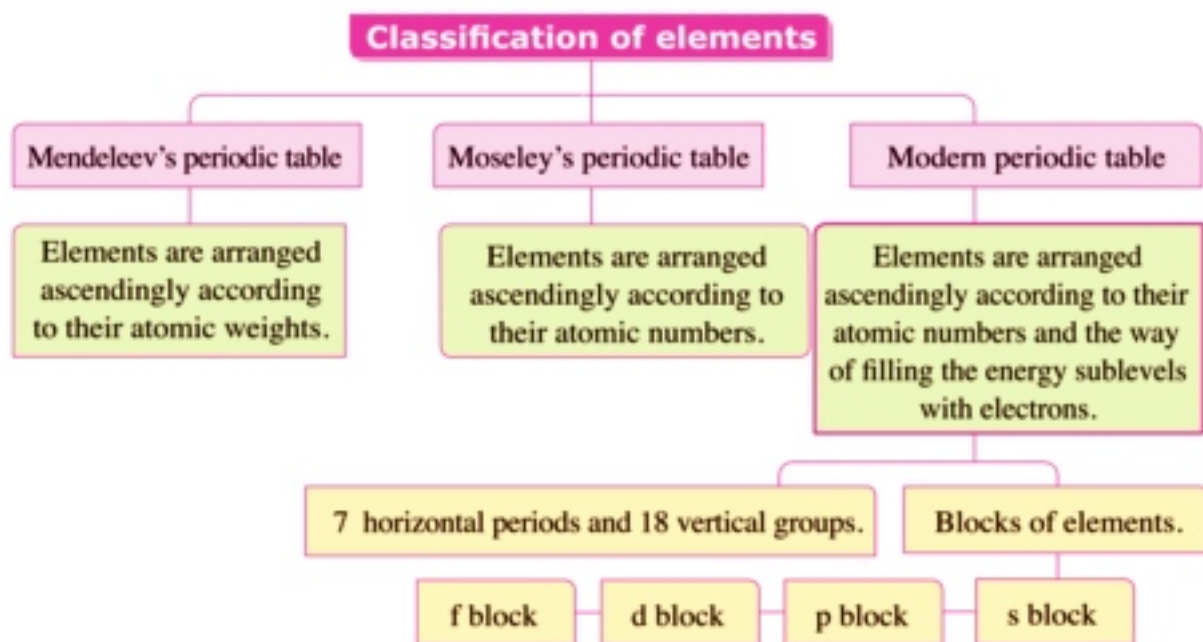 Classification of elements
Mendeleev's periodic table
Moseley's periodic table
Modern periodic table
Elements are arranged
ascendingly according
to their atomic weights.
Elements are arranged
ascendingly according to
their atomic numbers.
Elements are arranged
ascendingly according to their
atomic numbers and the way
of filling the energy sublevels
with electrons.
7 horizontal periods and 18 vertical groups.
Blocks of elements.
f block
d block
p block
s block